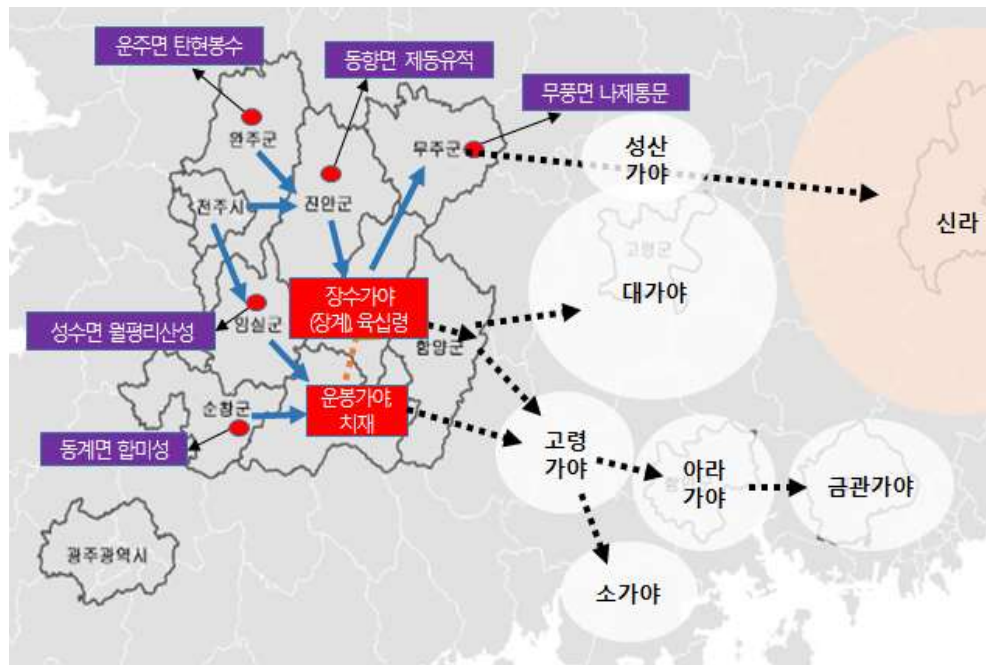 운주면 탄현봉수
동향면 제동유적
무풍면 나제통문
완주군
무주군
성산
가야
전주시
진안군
신라
고령군
대가야
장수가야
(장계), 육십령
성수면 월평리산성
임실군
함양군
운봉가야,
치재
순창군
고령
가야
아라
가야
금관가야
동계면 합미성
광주광역시
소가야